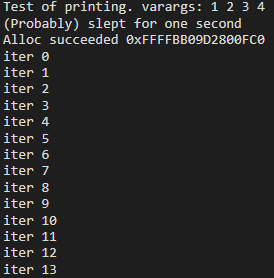 Test of printing. varargs: 1 2 3 4
(Probably) slept for one second
Alloc succeeded 0xFFFFBB09D2800FC0
iter 0
iter 1
iter 2
iter 3
iter 4
iter 5
iter 6
iter 7
iter 8
iter 9
iter 10
iter 11
iter 12
iter 13